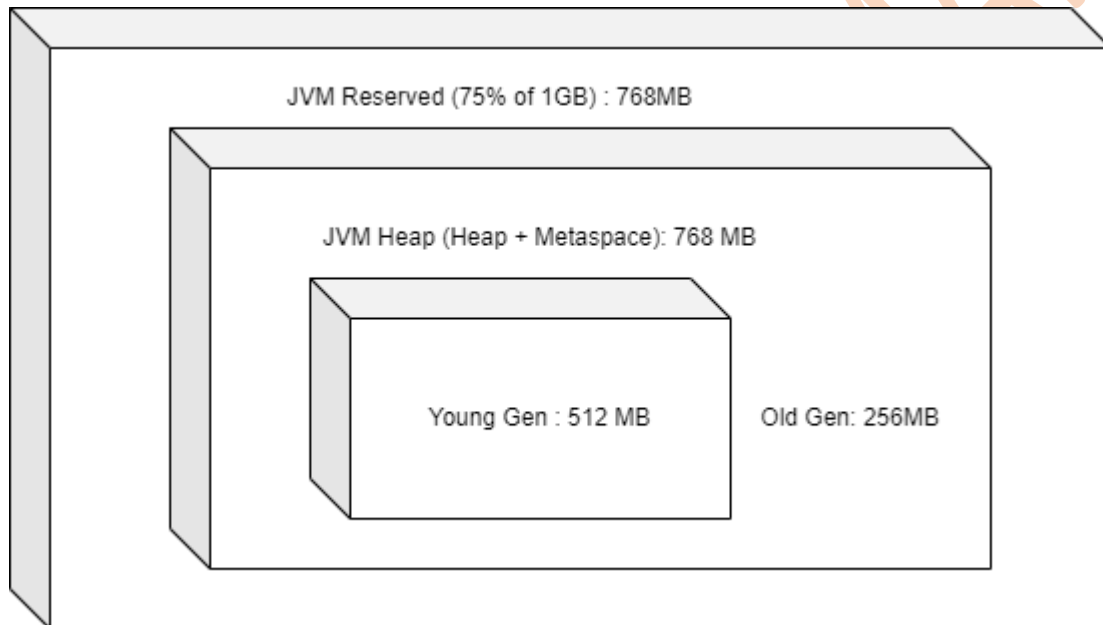 JVM Reserved (75% of 1GB) : 768MB
JVM Heap (Heap + Metaspace): 768 MB
Young Gen : 512 MB
Old Gen: 256MB